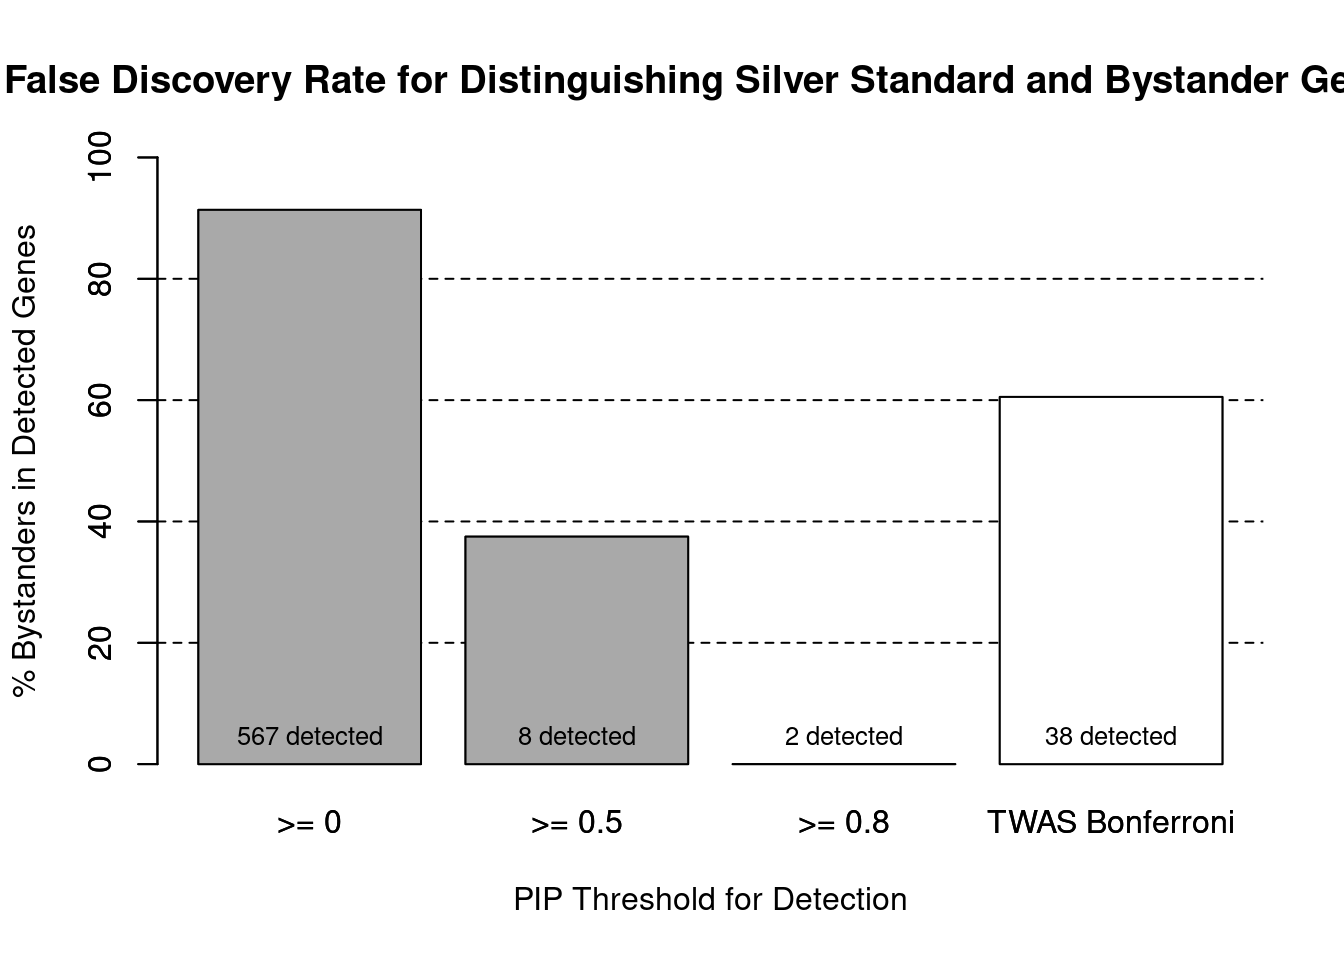 False Discovery Rate for Distinguishing Silver Standard and Bystander Ge
% Bystanders in Detected Genes
100
80
60
40
20
0
567 detected
8 detected
2 detected
38 detected
>= 0
>= 0.5
>= 0.8
TWAS Bonferroni
PIP Threshold for Detection